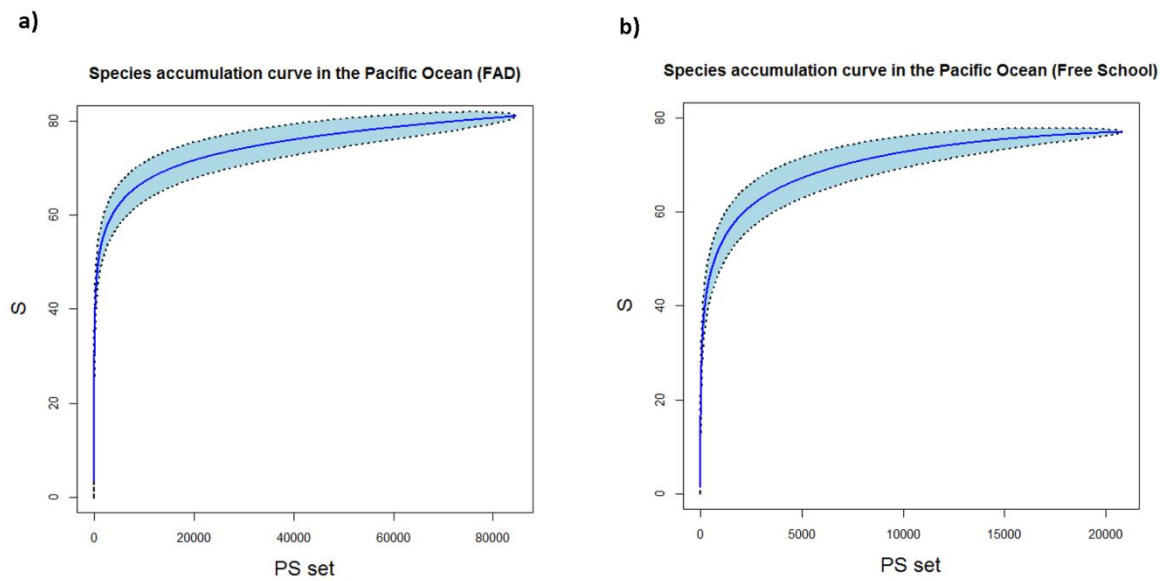 a)
Species accumulation curve in the Pacific Ocean (FAD)
S
0
20
40
60
80
0 20000 40000 60000 80000
PS set
b)
Species accumulation curve in the Pacific Ocean (Free School)
0
20
40
60
80
S
0 5000 10000 15000 20000
PS set